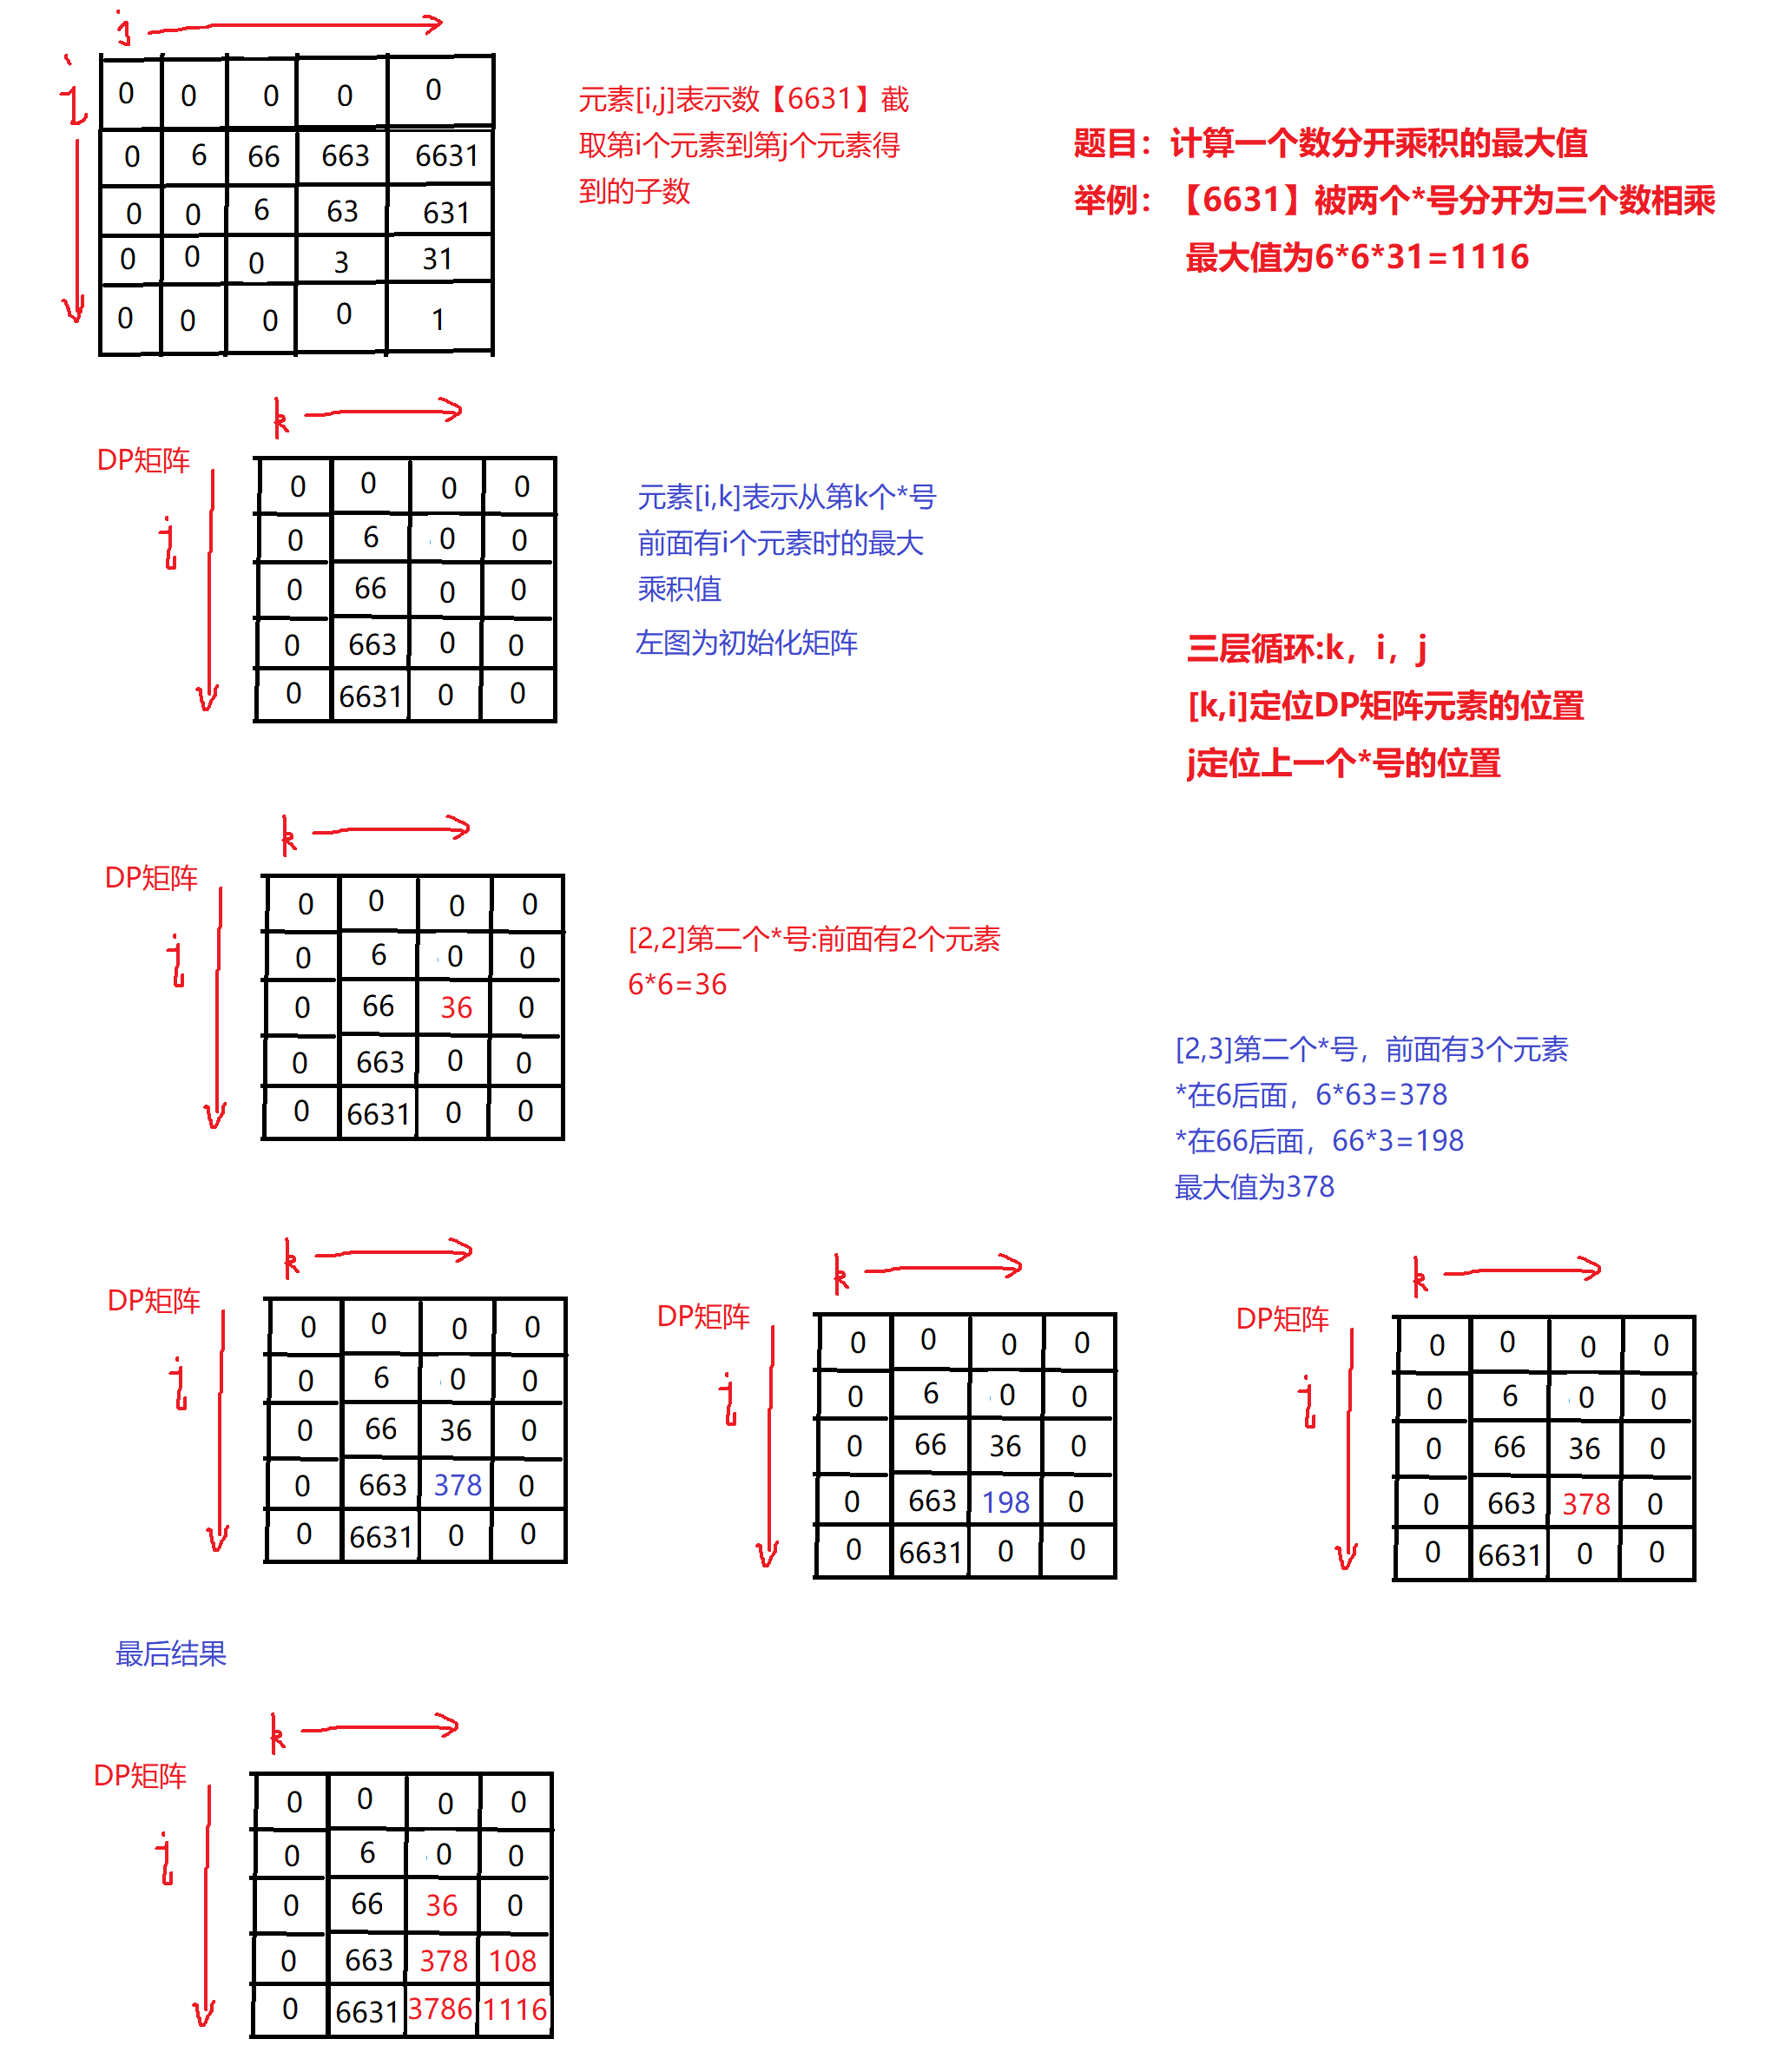 j
i
0 0 0 0 0
0 6 66 663 6631
0 0 6 63 631
0 0 0 3 31
0 0 0 0 1
元素[i,j]表示数【6631】截
取第i个元素到第j个元素得
到的子数
题目：计算一个数分开乘积的最大值
举例：【6631】被两个*号分开为三个数相乘
最大值为6*6*31=1116
k
DP矩阵
i
0 0 0 0
0 6 0 0
0 66 0 0
0 663 0 0
0 6631 0 0
元素[i,k]表示从第k个*号
前面有i个元素时的最大
乘积值
左图为初始化矩阵
三层循环:k，i，j
[k,i]定位DP矩阵元素的位置
j定位上一个*号的位置
k
DP矩阵
i
0 0 0 0
0 6 0 0
0 66 36 0
0 663 0 0
0 6631 0 0
[2,2]第二个*号:前面有2个元素
6*6=36
[2,3]第二个*号，前面有3个元素
*在6后面，6*63=378
*在66后面，66*3=198
最大值为378
k
DP矩阵
i
0 0 0 0
0 6 0 0
0 66 36 0
0 663 378 0
0 6631 0 0
k
DP矩阵
i
0 0 0 0
0 6 0 0
0 66 36 0
0 663 198 0
0 6631 0 0
k
DP矩阵
i
0 0 0 0
0 6 0 0
0 66 36 0
0 663 378 0
0 6631 0 0
最后结果
k
DP矩阵
i
0 0 0 0
0 6 0 0
0 66 36 0
0 663 378 108
0 6631 3786 1116